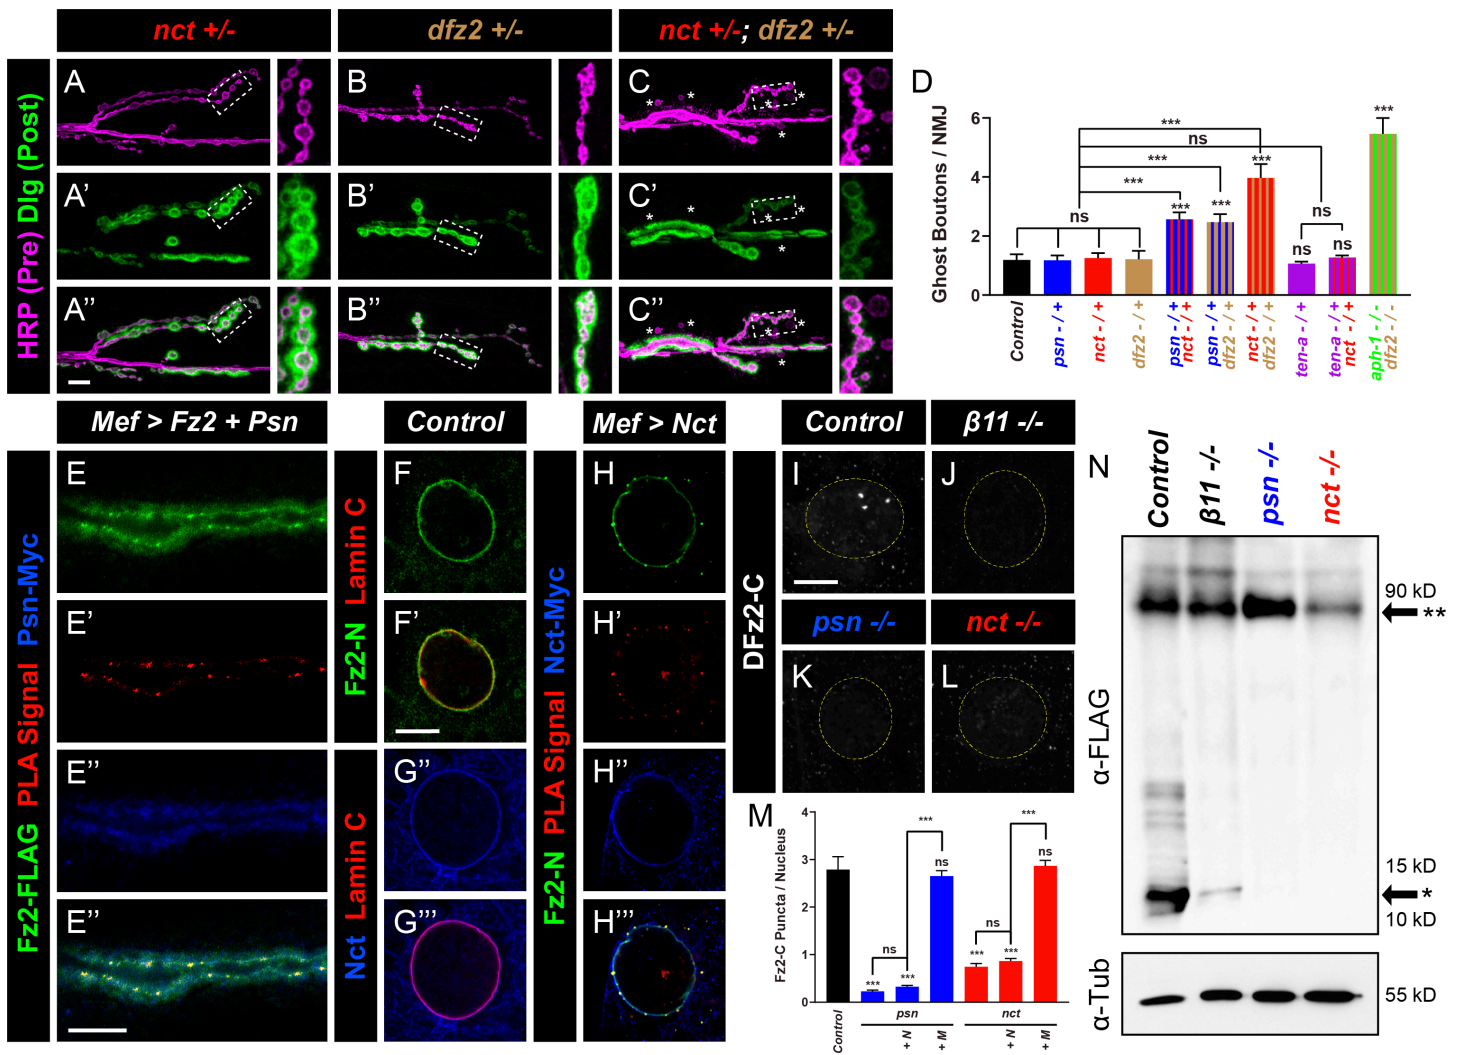 nct +/-
dfz2 +/-
nct +/-; dfz2 +/-
HRP (Pre) Dlg (Post)
A
B
C
A’
B’
C’
A’’
B’’
C’’
D
Ghost Boutons / NMJ
6
4
2
0
***
***
ns
***
***
***
***
***
ns
***
ns
ns
ns
Control
psn - / +
nct - / +
dfz2 - / +
psn - / +
nct - / +
psn - / +
dfz2 - / +
nct - / +
dfz2 - / +
ten-a - / +
ten-a - / +
nct - / +
aph-1 - / -
dfz2 - / -
Mef > Fz2 + Psn
Control
Mef > Nct
Control
β11 -/-
Fz2-FLAG PLA Signal Psn-Myc
E
E’
E’’
E’’
Fz2-N Lamin C
F
F’
Nct Lamin C
G’’
G’’’
Fz2-N PLA Signal Nct-Myc
H
H’
H’’
H’’’
DFz2-C
I
J
psn -/-
nct -/-
K
L
M
Fz2-C Puncta / Nucleus
4
3
2
1
0
***
ns
***
ns
***
***
ns
***
ns
***
Control
psn
+ N
+ M
nct
+ N
+ M
N
Control
β11 -/-
psn -/-
nct -/-
α-FLAG
90 kD
**
15 kD
*
10 kD
α-Tub
55 kD